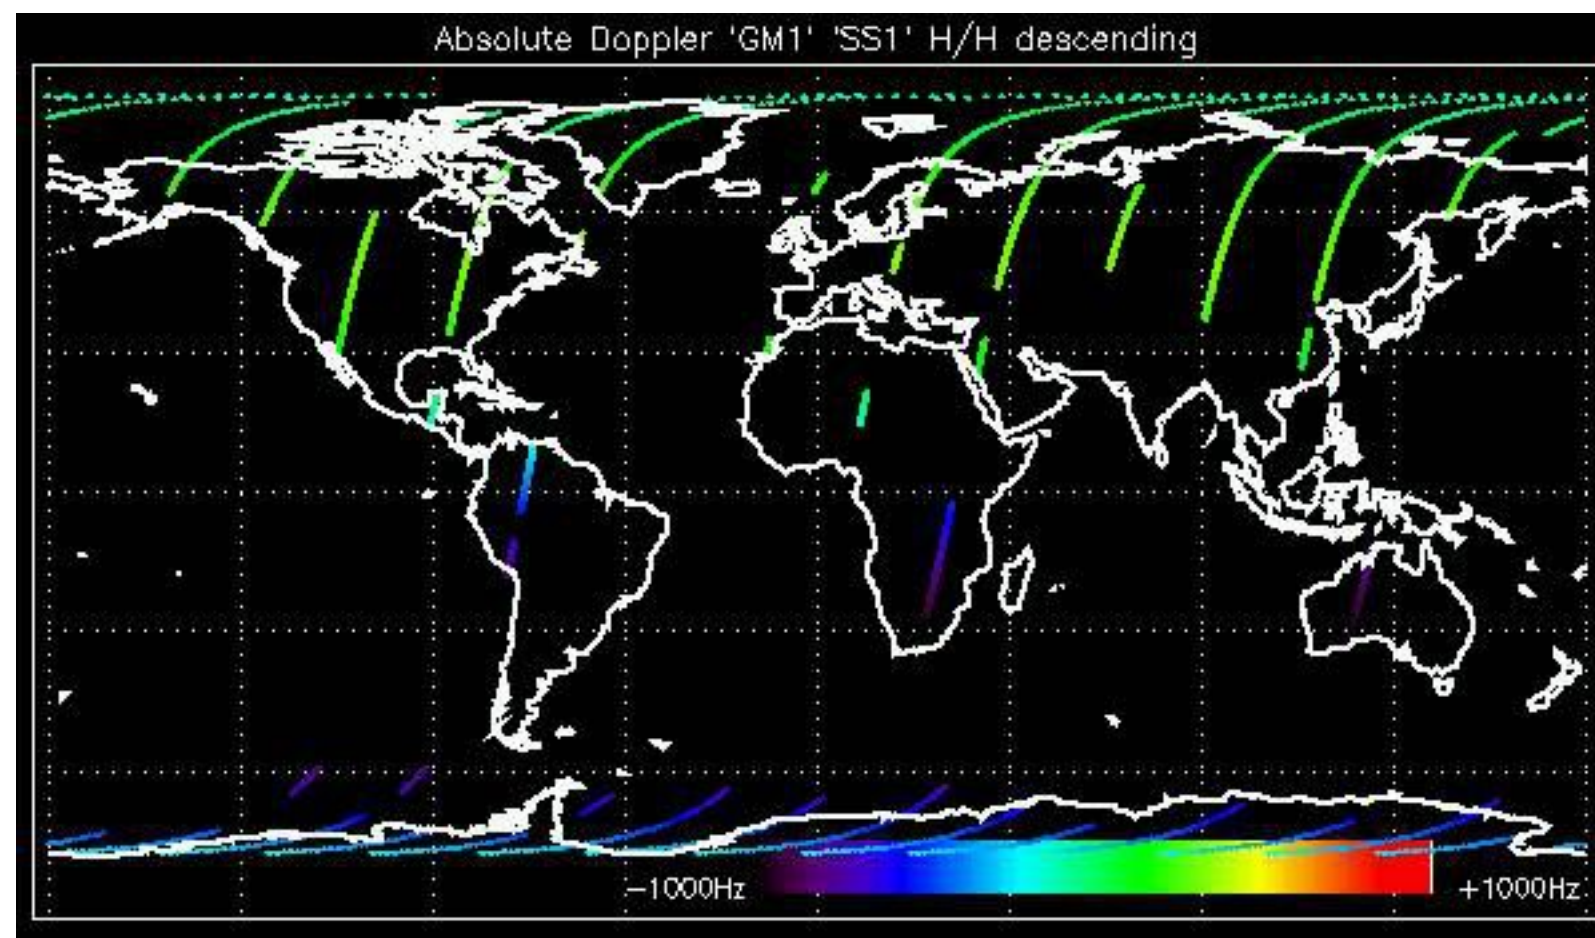 Absolute Doppler 'GM1' 'SS1' H/H descending
−1000Hz
+1000Hz